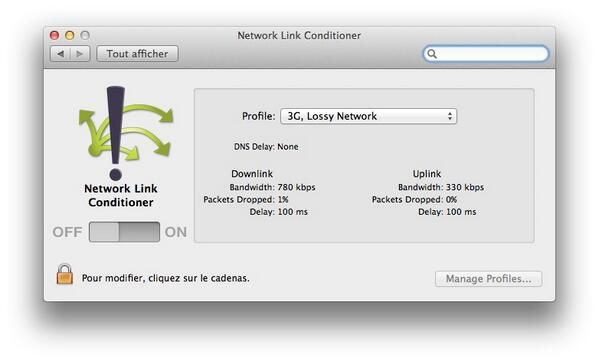 Network Link Conditioner
Tout afficher
Profile: 3G, Lossy Network
DNS Delay: None
Network Link
Conditioner
OFF ON
Downlink
Bandwidth: 780 kbps
Packets Dropped: 1%
Delay: 100 ms
Uplink
Bandwidth: 330 kbps
Packets Dropped: 0%
Delay: 100 ms
Pour modifier, cliquez sur le cadenas.
Manage Profiles...